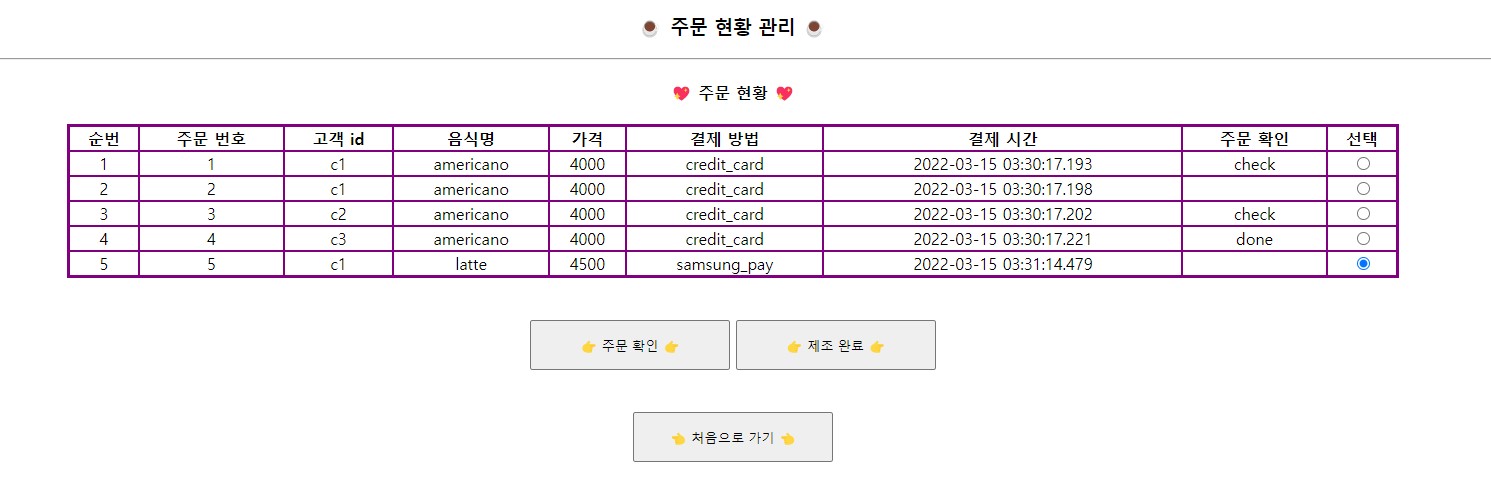 주문 현황 관리
주문 현황
순번 주문 번호 고객 id 음식명 가격 결제 방법 결제 시간 주문 확인 선택
1 1 c1 americano 4000 credit_card 2022-03-15 03:30:17.193 check
2 2 c1 americano 4000 credit_card 2022-03-15 03:30:17.198
3 3 c2 americano 4000 credit_card 2022-03-15 03:30:17.202 check
4 4 c3 americano 4000 credit_card 2022-03-15 03:30:17.221 done
5 5 c1 latte 4500 samsung_pay 2022-03-15 03:31:14.479
주문 확인 제조 완료
처음으로 가기